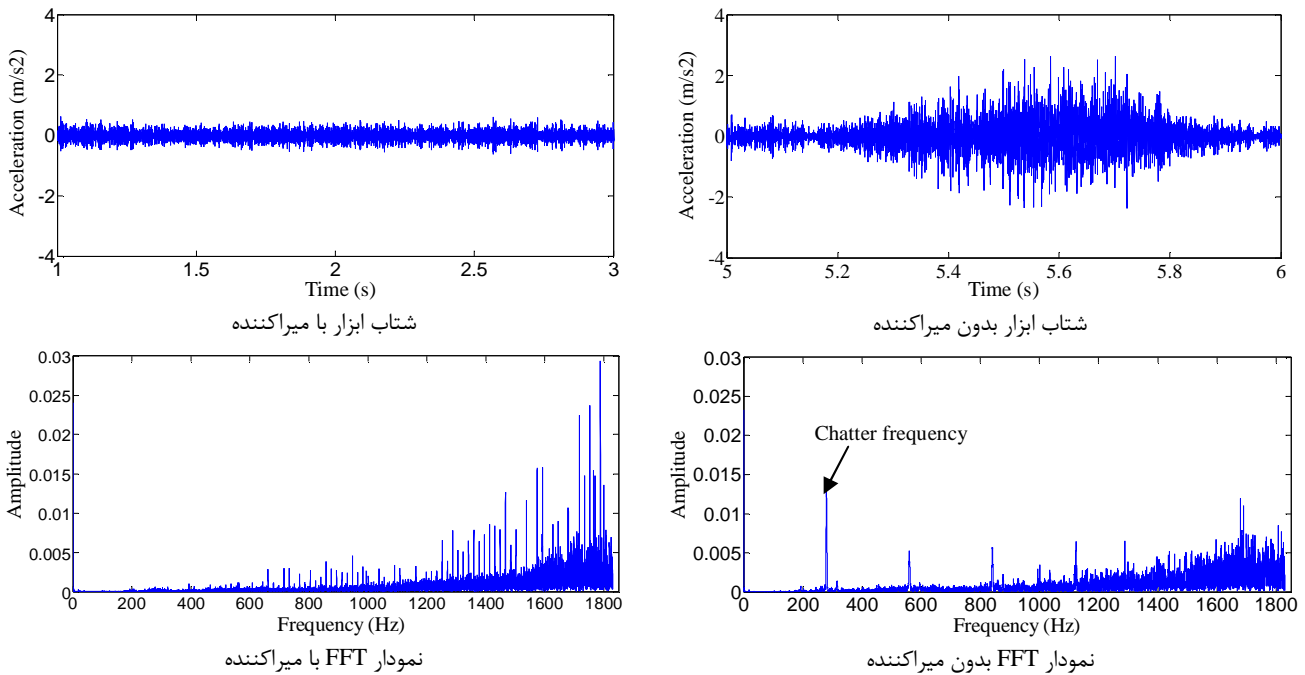 4
2
0
-2
-4
Acceleration (m/s2)
1 1.5 2 2.5 3
Time (s)
شتاب ابزار با میراکننده
4
2
0
-2
-4
Acceleration (m/s2)
5 5.2 5.4 5.6 5.8 6
Time (s)
شتاب ابزار بدون میراکننده
0.03
0.025
0.02
0.015
0.01
0.005
0
Amplitude
0 200 400 600 800 1000 1200 1400 1600 1800
Frequency (Hz)
نمودار FFT با میراکننده
0.03
0.025
0.02
0.015
0.01
0.005
0
Amplitude
Chatter frequency
0 200 400 600 800 1000 1200 1400 1600 1800
Frequency (Hz)
نمودار FFT بدون میراکننده